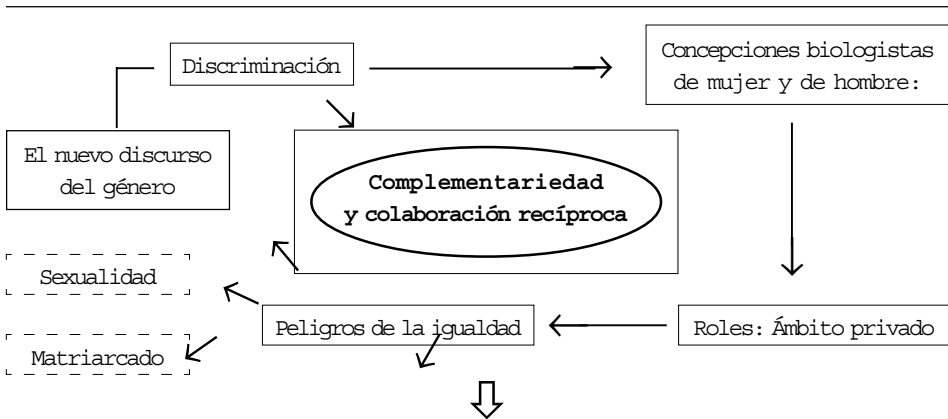 Discriminación
Concepciones biologistas
de mujer y de hombre:
El nuevo discurso
del género
Complementariedad
y colaboración recíproca
Sexualidad
Peligros de la igualdad
Roles: Ámbito privado
Matriarcado